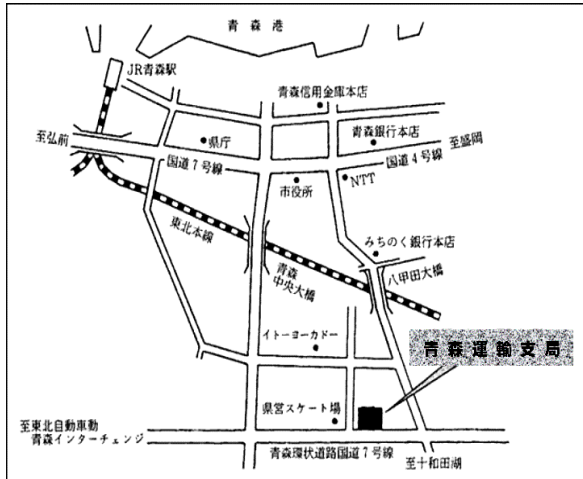 青森港
JR青森駅
青森信用金庫本店
至弘前
県庁
青森銀行本店
至盛岡
国道7号線
国道4号線
市役所
NTT
東北本線
みちのく銀行本店
青森
中央大橋
八甲田大橋
イトーヨーカドー
青森運輸支局
県営スケート場
至東北自動車動
青森インターチェンジ
青森環状道路国道7号線
至十和田湖